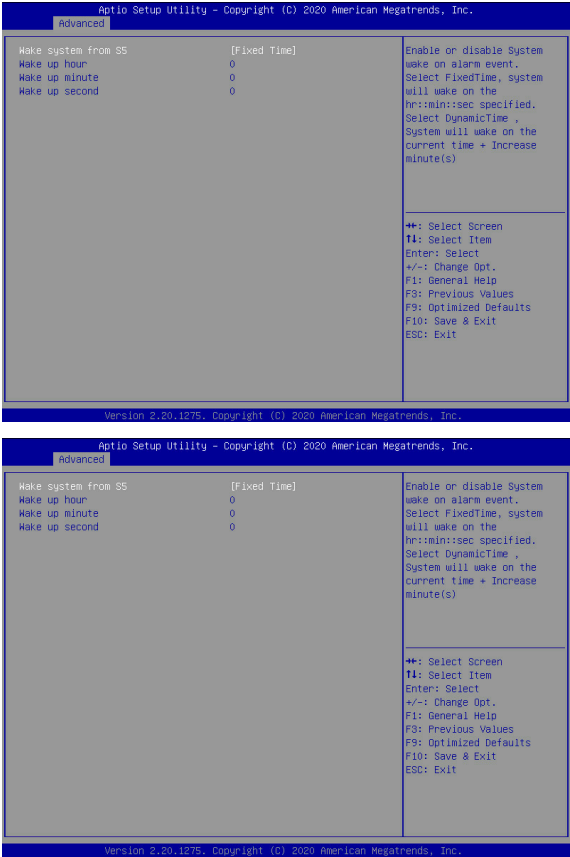 Aptio Setup Utility – Copyright (C) 2020 American Megatrends, Inc.
Advanced
Wake system from S5 [Fixed Time]
Wake up hour 0
Wake up minute 0
Wake up second 0
Enable or disable System
wake on alarm event.
Select FixedTime, system
will wake on the
hr::min::sec specified.
Select DynamicTime ,
System will wake on the
current time + Increase
minute(s)
→←: Select Screen
↑↓: Select Item
Enter: Select
+/-: Change Opt.
F1: General Help
F3: Previous Values
F9: Optimized Defaults
F10: Save & Exit
ESC: Exit
Version 2.20.1275. Copyright (C) 2020 American Megatrends, Inc.
Aptio Setup Utility – Copyright (C) 2020 American Megatrends, Inc.
Advanced
Wake system from S5 [Fixed Time]
Wake up hour 0
Wake up minute 0
Wake up second 0
Enable or disable System
wake on alarm event.
Select FixedTime, system
will wake on the
hr::min::sec specified.
Select DynamicTime ,
System will wake on the
current time + Increase
minute(s)
→←: Select Screen
↑↓: Select Item
Enter: Select
+/-: Change Opt.
F1: General Help
F3: Previous Values
F9: Optimized Defaults
F10: Save & Exit
ESC: Exit
Version 2.20.1275. Copyright (C) 2020 American Megatrends, Inc.